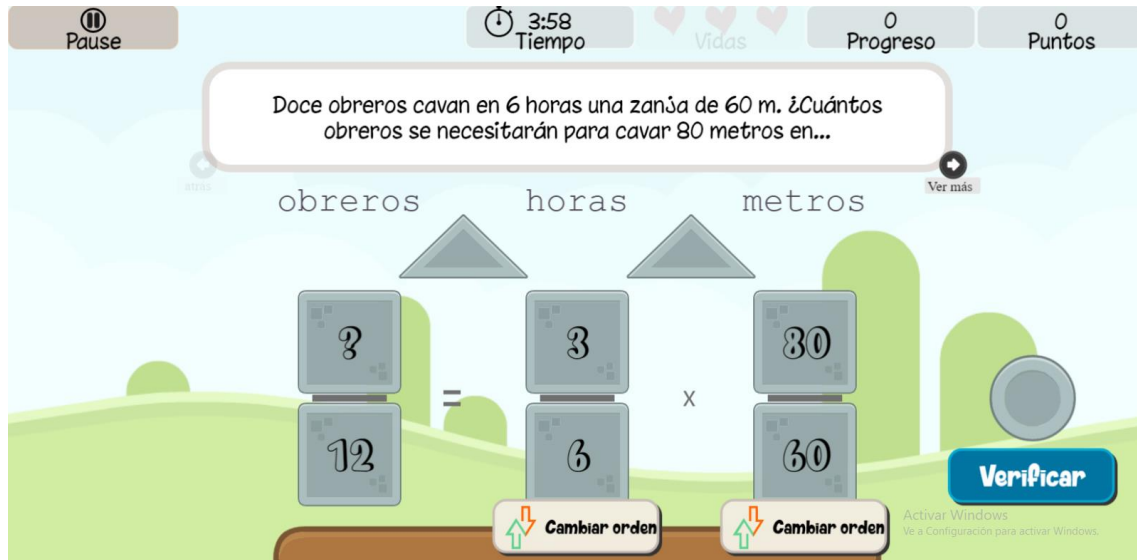 Pause
3:58
Tiempo
Vidas
0
Progreso
0
Puntos
Doce obreros cavan en 6 horas una zanja de 60 m. ¿Cuántos
obreros se necesitarán para cavar 80 metros en...
atrás
Ver más
obreros horas metros
? 3 80
= x
12 6 60
Cambiar orden Cambiar orden
Verificar
Activar Windows
Ve a Configuración para activar Windows.